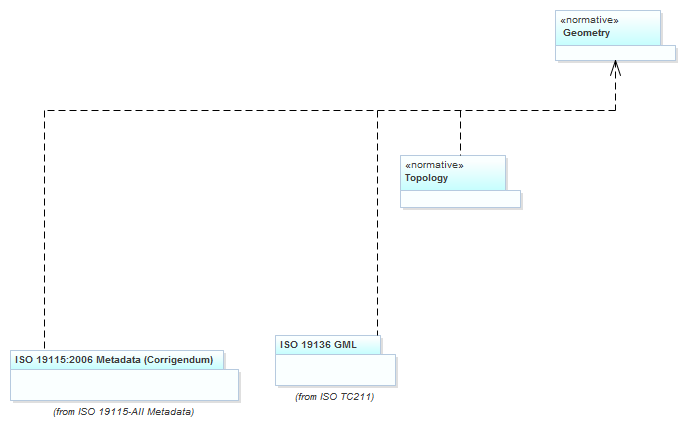 «normative»
Geometry
«normative»
Topology
ISO 19136 GML
(from ISO TC211)
ISO 19115:2006 Metadata (Corrigendum)
(from ISO 19115-All Metadata)